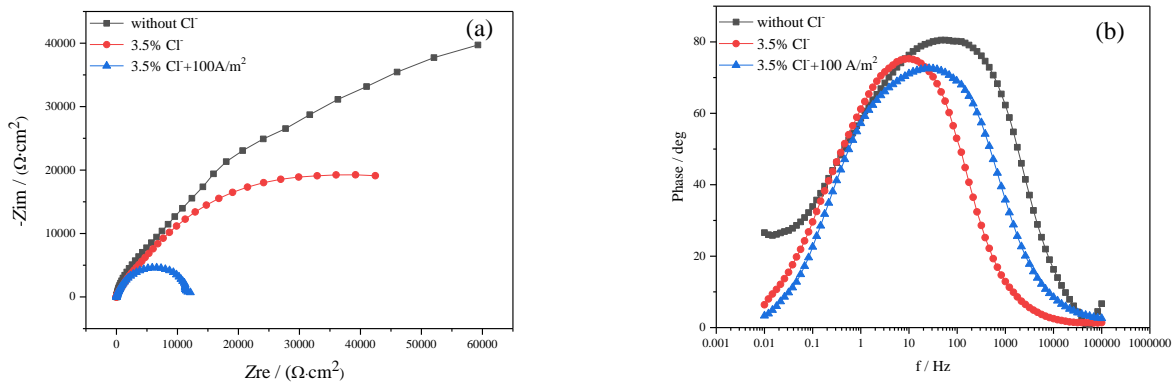 without Cl⁻
3.5% Cl⁻
3.5% Cl⁻+100A/m²
(a)
40000
30000
20000
10000
0
-Zim / (Ω·cm²)
0 10000 20000 30000 40000 50000 60000
Zre / (Ω·cm²)
without Cl⁻
3.5% Cl⁻
3.5% Cl⁻+100 A/m²
(b)
80
60
40
20
0
Phase / deg
0.001 0.01 0.1 1 10 100 1000 10000 100000 1000000
f / Hz